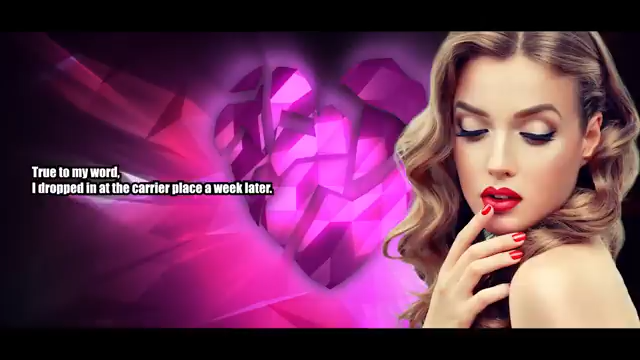 True to my word,
I dropped in at the carrier place a week later.